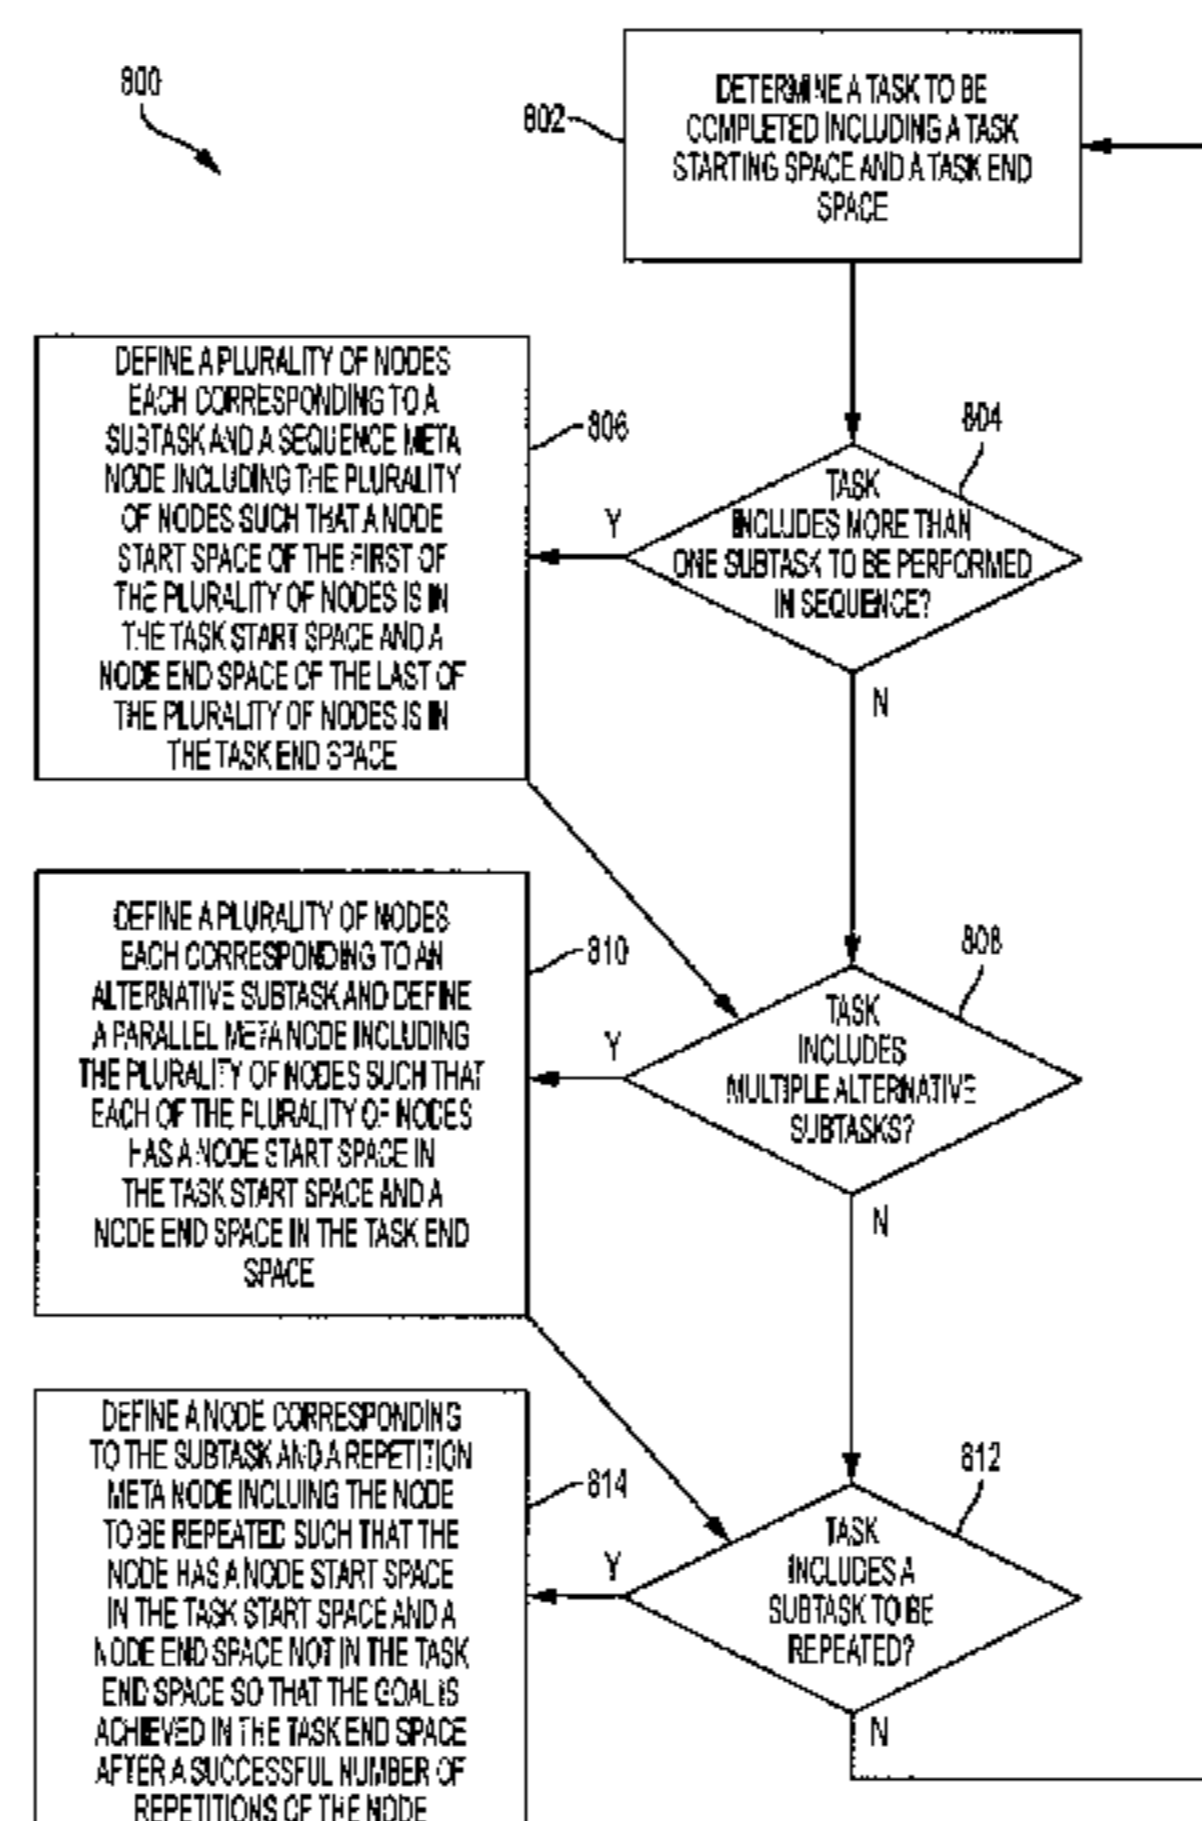 800
802
DETERMINE A TASK TO BE
COMPLETED INCLUDING A TASK
STARTING SPACE AND A TASK END
SPACE
804
TASK
INCLUDES MORE THAN
ONE SUBTASK TO BE PERFORMED
IN SEQUENCE?
Y
N
806
DEFINE A PLURALITY OF NODES
EACH CORRESPONDING TO A
SUBTASK AND A SEQUENCE META
NODE INCLUDING THE PLURALITY
OF NODES SUCH THAT A NODE
START SPACE OF THE FIRST OF
THE PLURALITY OF NODES IS IN
THE TASK START SPACE AND A
NODE END SPACE OF THE LAST OF
THE PLURALITY OF NODES IS IN
THE TASK END SPACE
808
TASK
INCLUDES
MULTIPLE ALTERNATIVE
SUBTASKS?
Y
N
810
DEFINE A PLURALITY OF NODES
EACH CORRESPONDING TO AN
ALTERNATIVE SUBTASK AND DEFINE
A PARALLEL META NODE INCLUDING
THE PLURALITY OF NODES SUCH THAT
EACH OF THE PLURALITY OF NODES
HAS A NODE START SPACE IN
THE TASK START SPACE AND A
NODE END SPACE IN THE TASK END
SPACE
812
TASK
INCLUDES A
SUBTASK TO BE
REPEATED?
Y
N
814
DEFINE A NODE CORRESPONDING
TO THE SUBTASK AND A REPETITION
META NODE INCLUING THE NODE
TO BE REPEATED SUCH THAT THE
NODE HAS A NODE START SPACE
IN THE TASK START SPACE AND A
NODE END SPACE NOT IN THE TASK
END SPACE SO THAT THE GOAL IS
ACHIEVED IN THE TASK END SPACE
AFTER A SUCCESSFUL NUMBER OF
REPETITIONS OF THE NODE